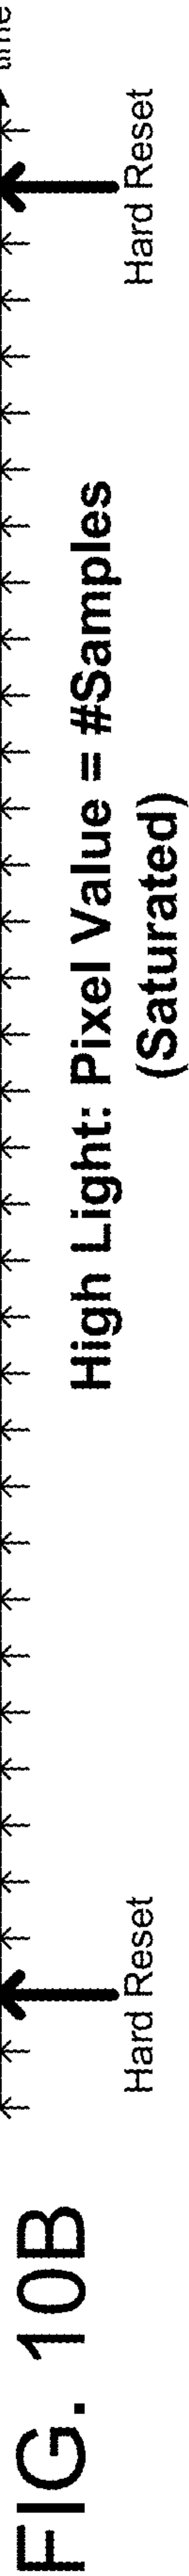 time
Hard Reset
Hard Reset
High Light: Pixel Value = #Samples
(Saturated)
FIG. 10B